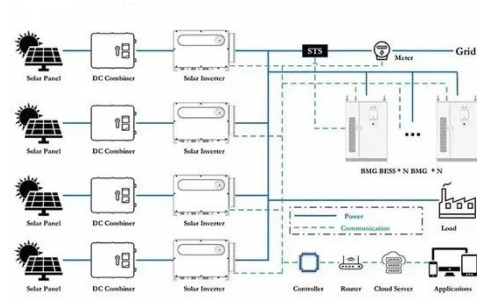 STS
Meter
Grid
Solar Panel
DC Combiner
Solar Inverter
Solar Panel
DC Combiner
Solar Inverter
BMG BESS * N BMG * N
Solar Panel
DC Combiner
Solar Inverter
Power
Communication
Load
Solar Panel
DC Combiner
Solar Inverter
Controller
Router
Cloud Server
Applications